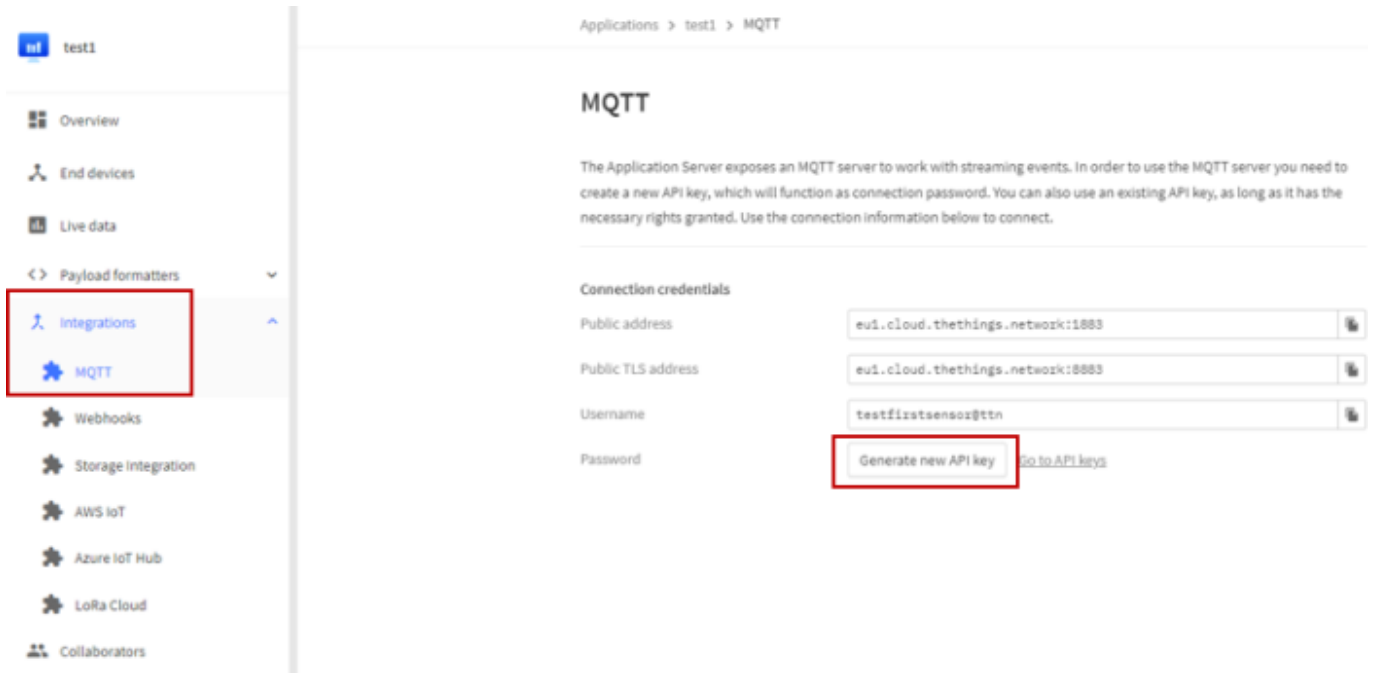 test1
Overview
End devices
Live data
Payload formatters
Integrations
MQTT
Webhooks
Storage Integration
AWS IoT
Azure IoT Hub
LoRa Cloud
Collaborators
Applications > test1 > MQTT
MQTT
The Application Server exposes an MQTT server to work with streaming events. In order to use the MQTT server you need to
create a new API key, which will function as connection password. You can also use an existing API key, as long as it has the
necessary rights granted. Use the connection information below to connect.
Connection credentials
Public address eu1.cloud.thethings.network:1883
Public TLS address eu1.cloud.thethings.network:8883
Username testfirstsensor@ttn
Password Generate new API key Go to API keys